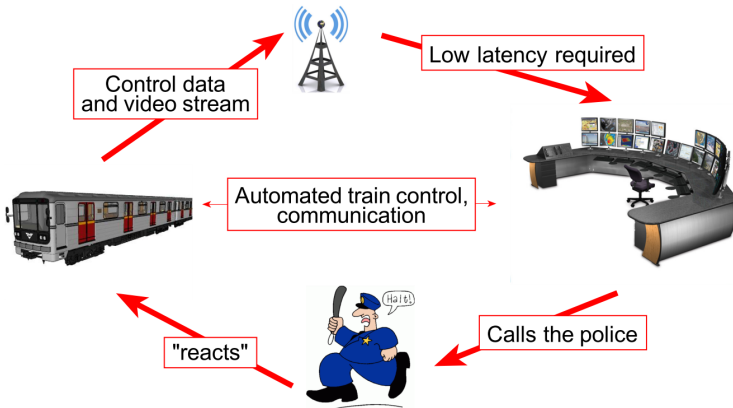 Low latency required
Control data
and video stream
Automated train control,
communication
Halt!
Calls the police
"reacts"